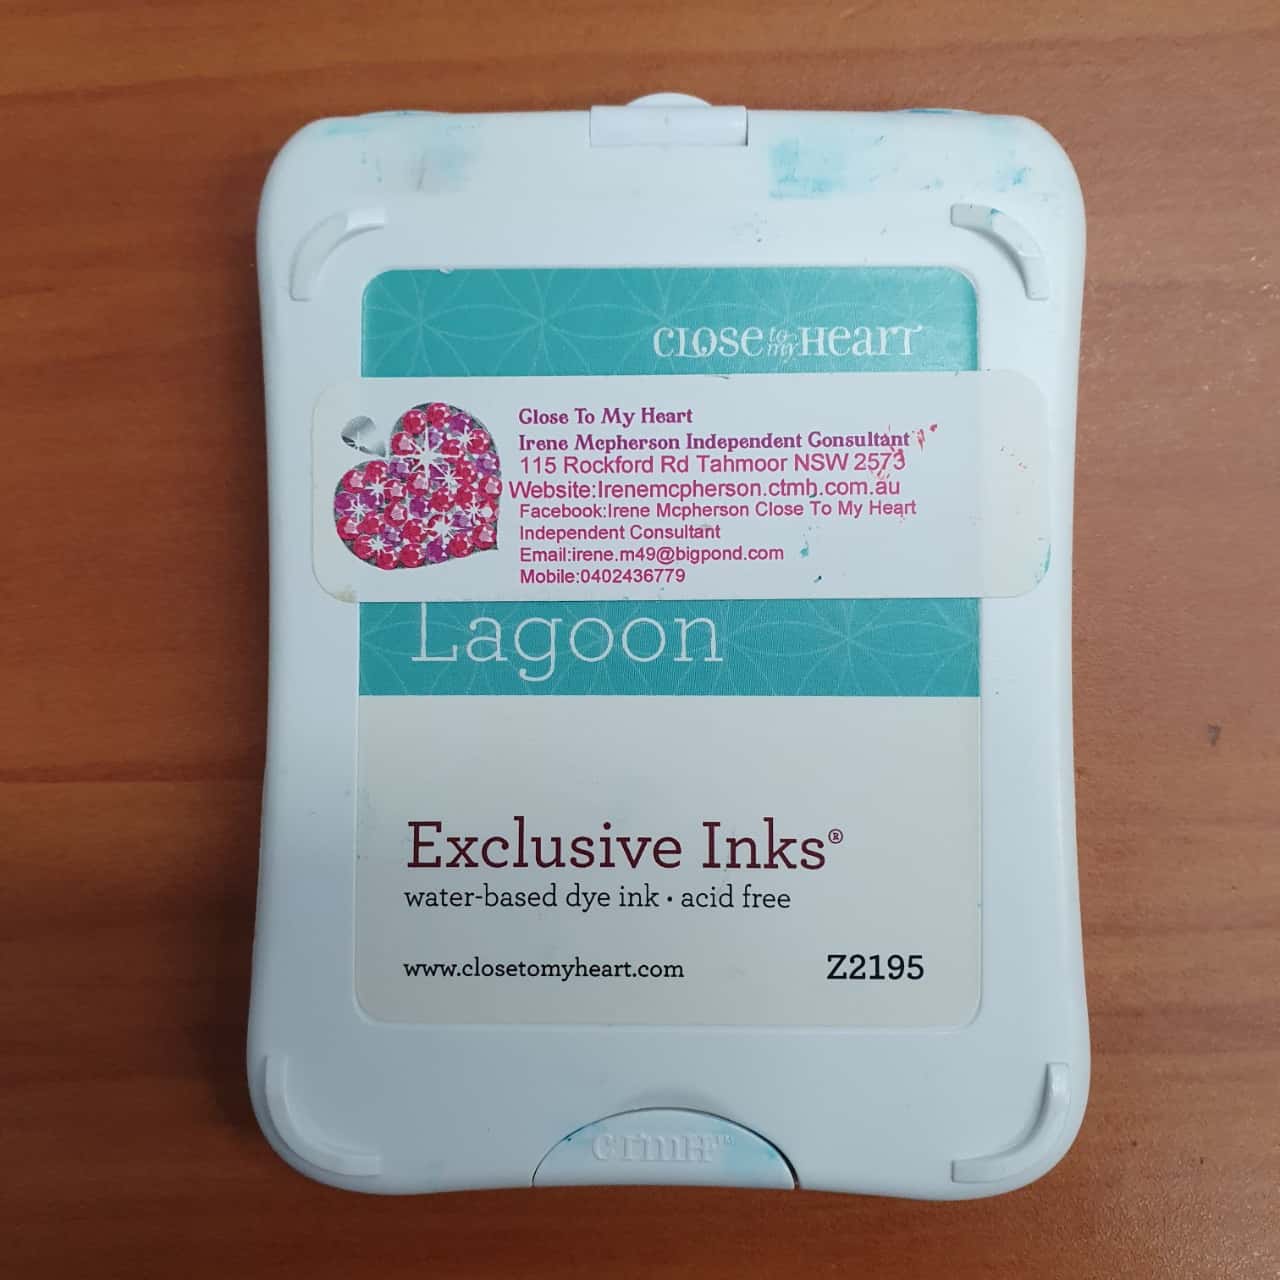 CLOSE to my HEART
Close To My Heart
Irene Mcpherson Independent Consultant
115 Rockford Rd Tahmoor NSW 2573
Website:Irenemcpherson.ctmh.com.au
Facebook:Irene Mcpherson Close To My Heart
Independent Consultant
Email:irene.m49@bigpond.com
Mobile:0402436779
Lagoon
Exclusive Inks®
water-based dye ink • acid free
www.closetomyheart.com Z2195
CTMH™